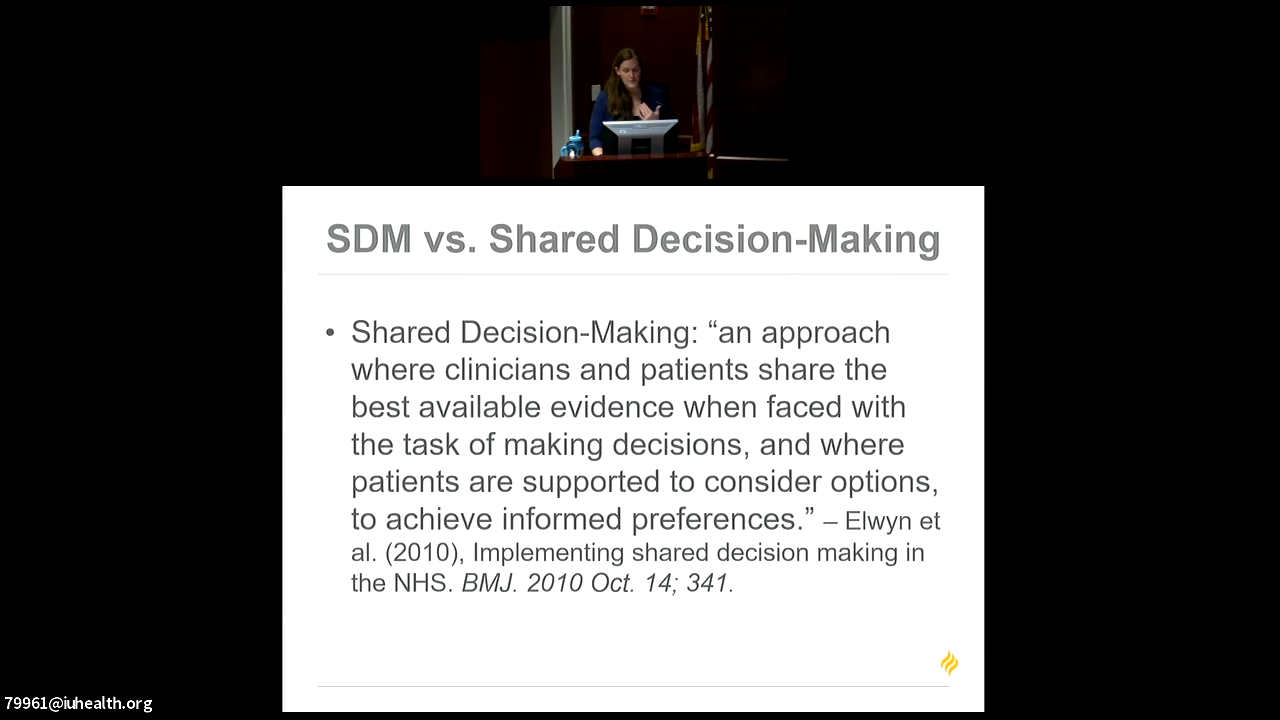 SDM vs. Shared Decision-Making
• Shared Decision-Making: “an approach
where clinicians and patients share the
best available evidence when faced with
the task of making decisions, and where
patients are supported to consider options,
to achieve informed preferences.” – Elwyn et
al. (2010), Implementing shared decision making in
the NHS. BMJ. 2010 Oct. 14; 341.
79961@iuhealth.org